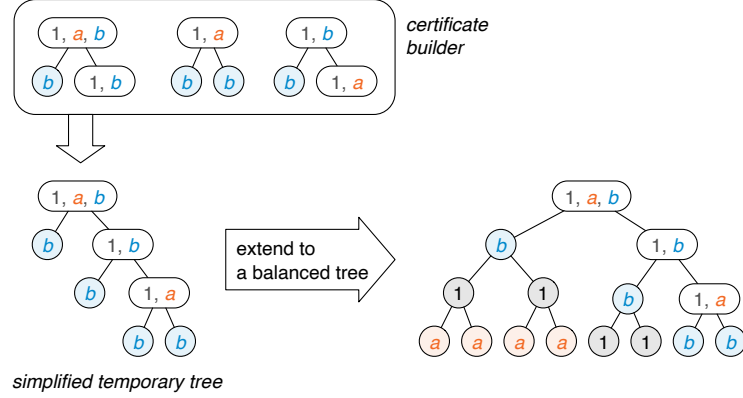 1, a, b
1, a
1, b
certificate
builder
b
1, b
b
b
b
1, a
1, a, b
b
1, b
b
1, a
b
b
simplified temporary tree
extend to
a balanced tree
1, a, b
b
1, b
1
1
b
1, a
a
a
a
a
1
1
b
b